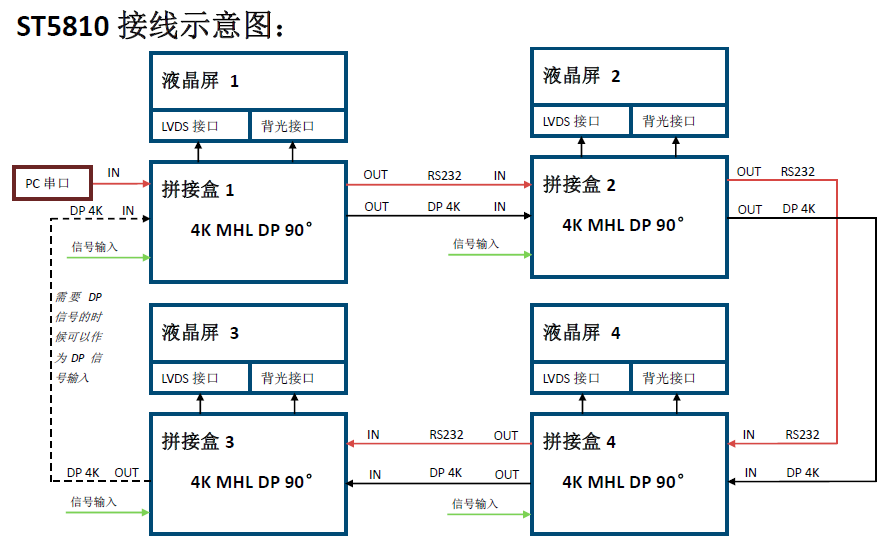 ST5810 接线示意图：
液晶屏 1
LVDS 接口 背光接口
液晶屏 2
LVDS 接口 背光接口
PC 串口
IN
拼接盒 1
4K MHL DP 90°
OUT RS232 IN
OUT DP 4K IN
拼接盒 2
4K MHL DP 90°
OUT RS232
OUT DP 4K
DP 4K IN
信号输入
信号输入
需要 DP
信号的时
候可以作
为 DP 信
号输入
液晶屏 3
LVDS 接口 背光接口
液晶屏 4
LVDS 接口 背光接口
拼接盒 3
4K MHL DP 90°
IN RS232 OUT
IN DP 4K OUT
拼接盒 4
4K MHL DP 90°
IN RS232
IN DP 4K
DP 4K OUT
信号输入
信号输入